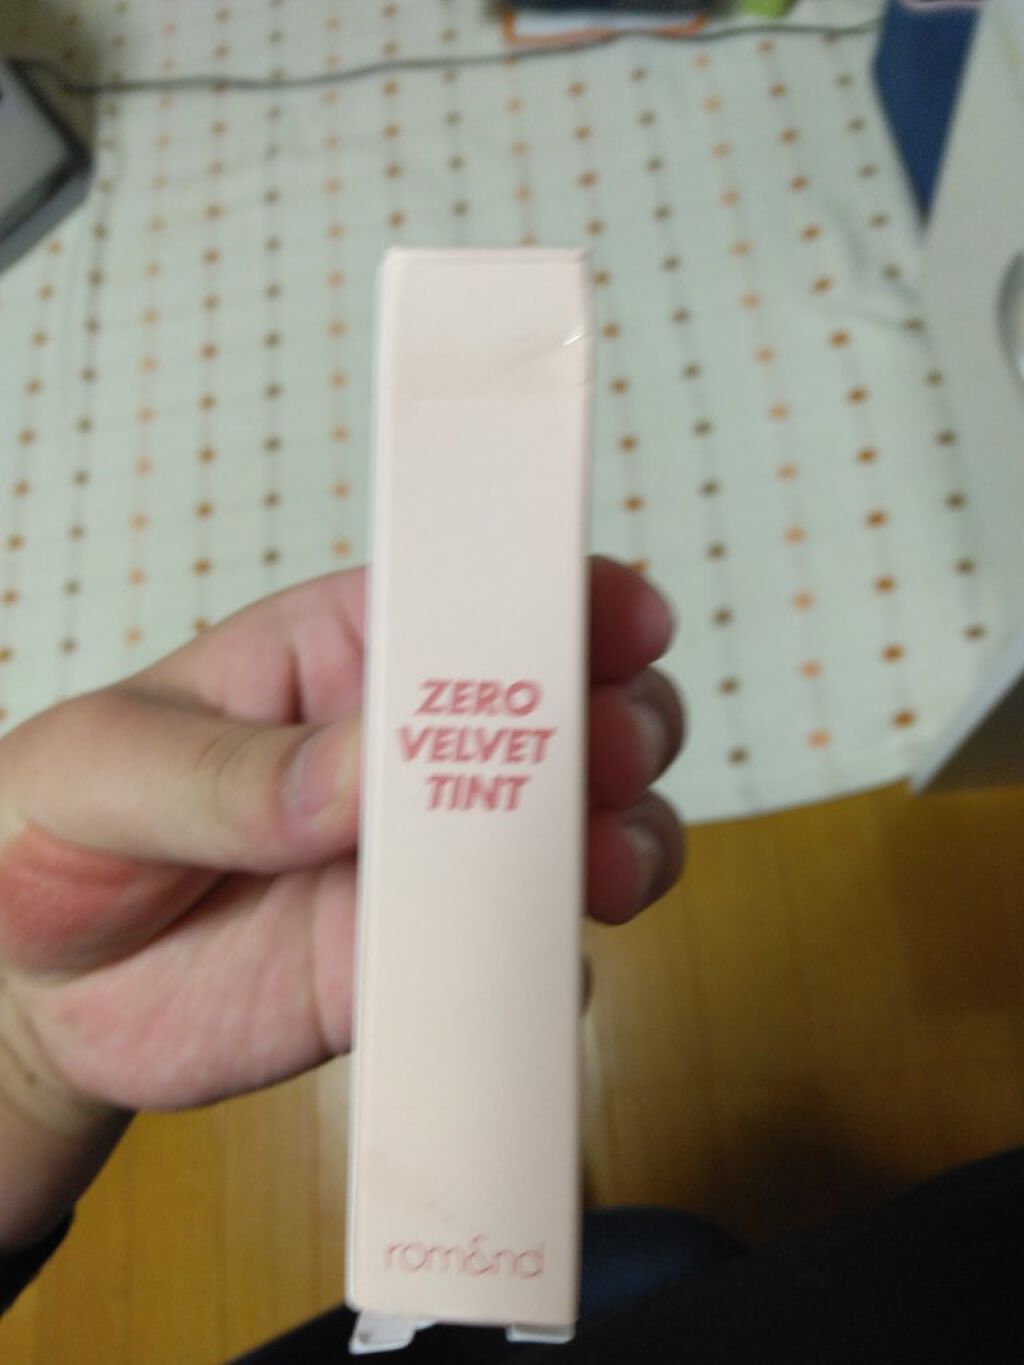 ZERO
VELVET
TINT
rom&nd